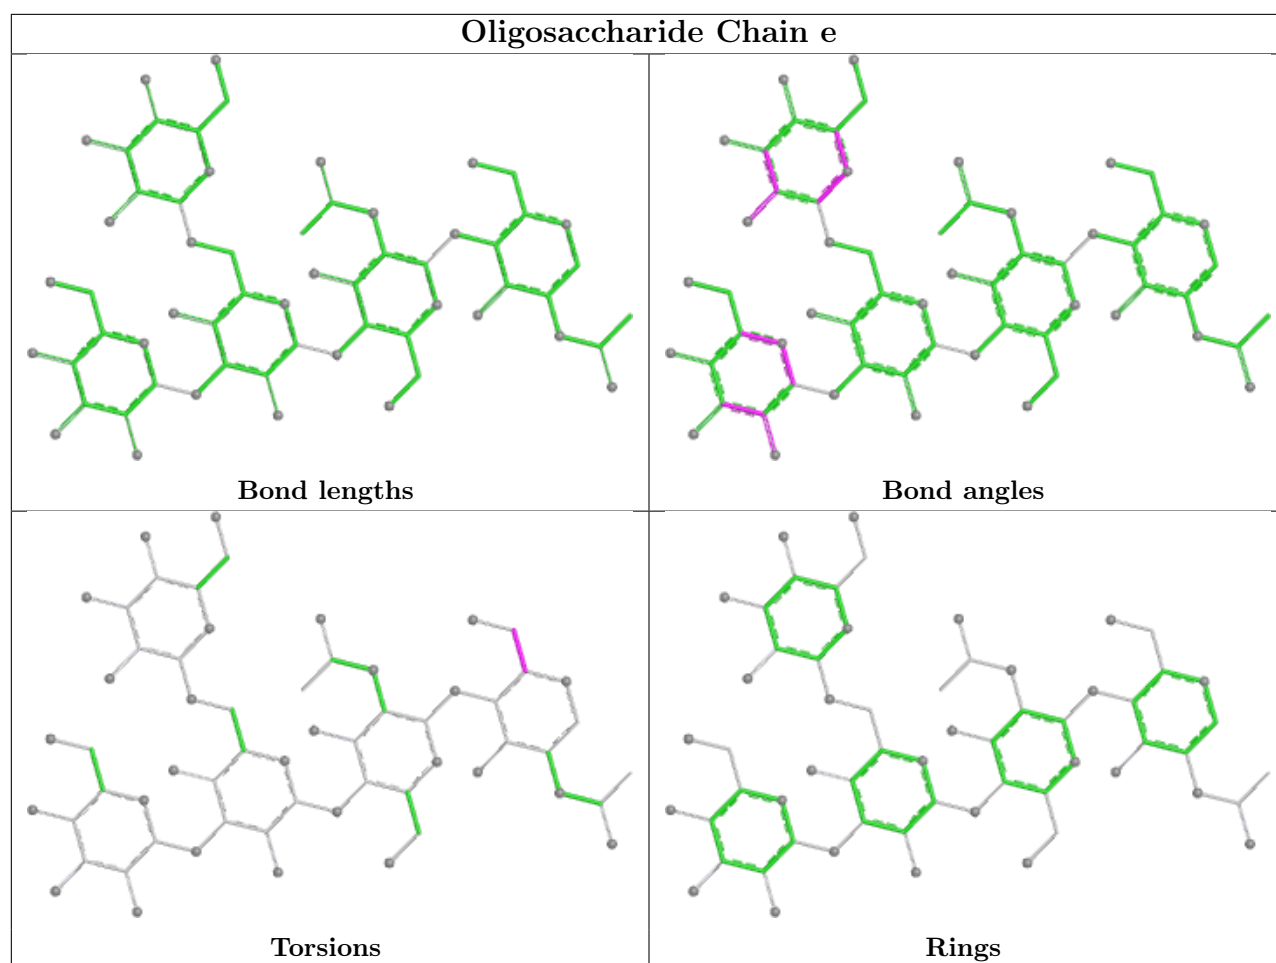 Oligosaccharide Chain e
Bond lengths
Bond angles
Torsions
Rings